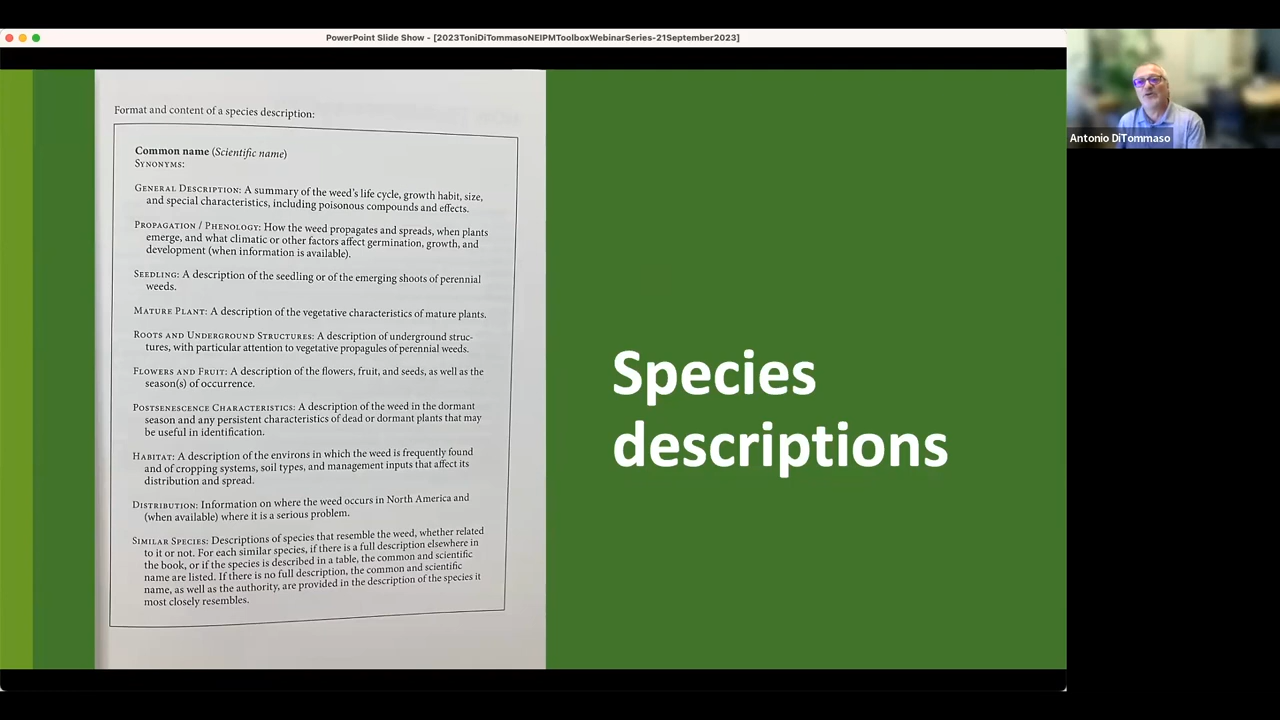 PowerPoint Slide Show - [2023ToniDiTommasoNEIPMToolboxWebinarSeries-21September2023]
Format and content of a species description:
Common name (Scientific name)
SYNONYMS:
GENERAL DESCRIPTION: A summary of the weed's life cycle, growth habit, size,
and special characteristics, including poisonous compounds and effects.
PROPAGATION / PHENOLOGY: How the weed propagates and spreads, when plants
emerge, and what climatic or other factors affect germination, growth, and
development (when information is available).
SEEDLING: A description of the seedling or of the emerging shoots of perennial
weeds.
MATURE PLANT: A description of the vegetative characteristics of mature plants.
ROOTS AND UNDERGROUND STRUCTURES: A description of underground struc-
tures, with particular attention to vegetative propagules of perennial weeds.
FLOWERS AND FRUIT: A description of the flowers, fruit, and seeds, as well as the
season(s) of occurrence.
POSTSENESCENCE CHARACTERISTICS: A description of the weed in the dormant
season and any persistent characteristics of dead or dormant plants that may
be useful in identification.
HABITAT: A description of the environs in which the weed is frequently found
and of cropping systems, soil types, and management inputs that affect its
distribution and spread.
DISTRIBUTION: Information on where the weed occurs in North America and
(when available) where it is a serious problem.
SIMILAR SPECIES: Descriptions of species that resemble the weed, whether related
to it or not. For each similar species, if there is a full description elsewhere in
the book, or if the species is described in a table, the common and scientific
name are listed. If there is no full description, the common and scientific
name, as well as the authority, are provided in the description of the species it
most closely resembles.
Species
descriptions
Antonio DiTommaso